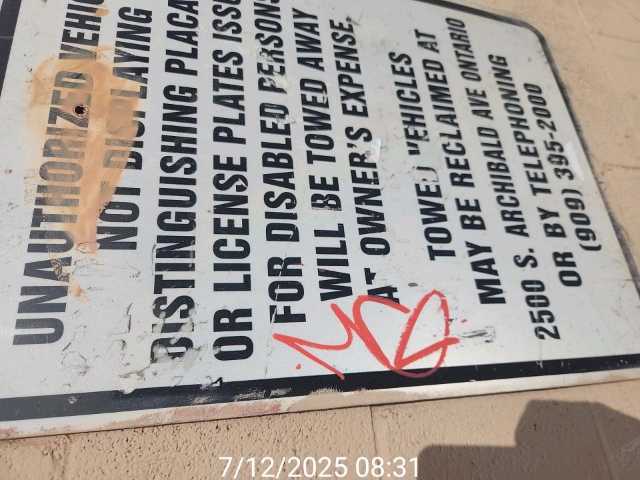 UNAUTHORIZED VEHIC
NOT DISPLAYING
DISTINGUISHING PLACA
OR LICENSE PLATES ISSU
FOR DISABLED PERSONS
WILL BE TOWED AWAY
AT OWNER'S EXPENSE.
TOWED VEHICLES
MAY BE RECLAIMED AT
2500 S. ARCHIBALD AVE ONTARIO
OR BY TELEPHONING
(909) 395-2000
7/12/2025 08:31